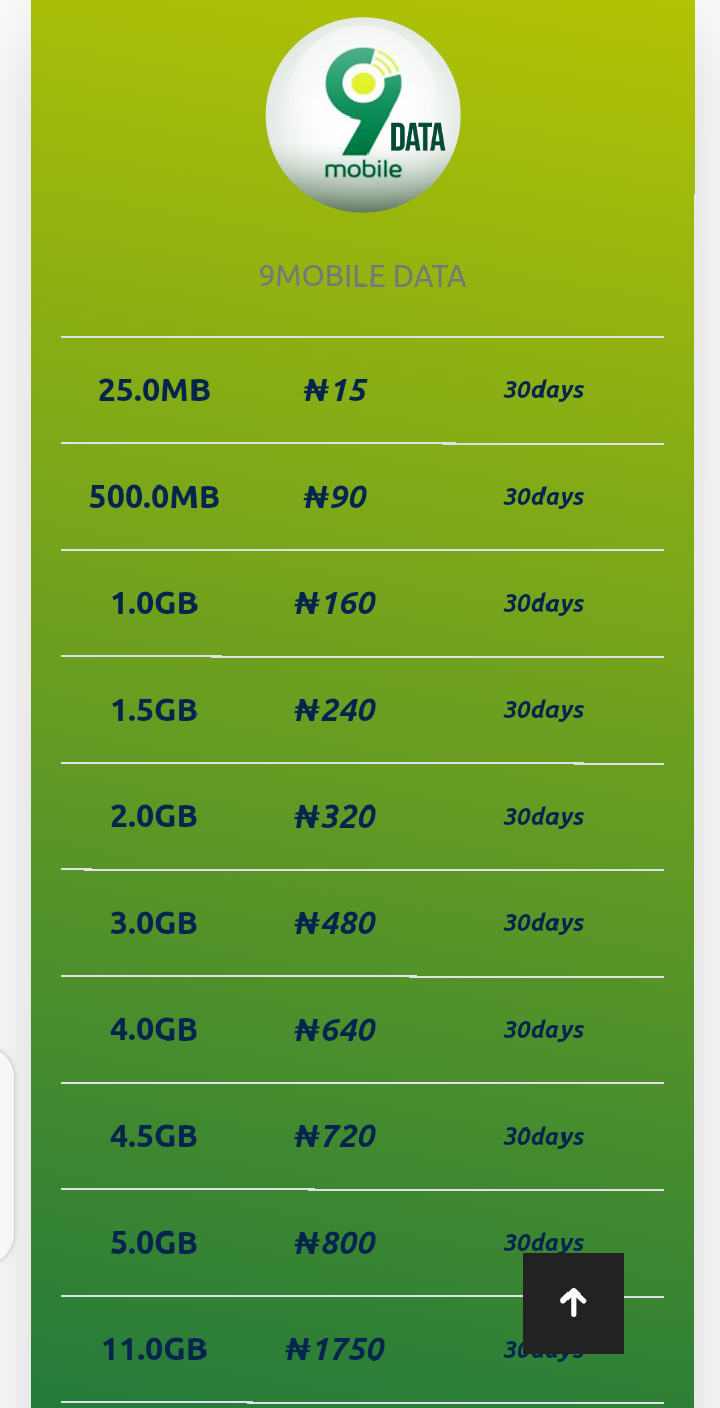 9
DATA
mobile
9MOBILE DATA
25.0MB ₦15 30days
500.0MB ₦90 30days
1.0GB ₦160 30days
1.5GB ₦240 30days
2.0GB ₦320 30days
3.0GB ₦480 30days
4.0GB ₦640 30days
4.5GB ₦720 30days
5.0GB ₦800 30days
11.0GB ₦1750 30days